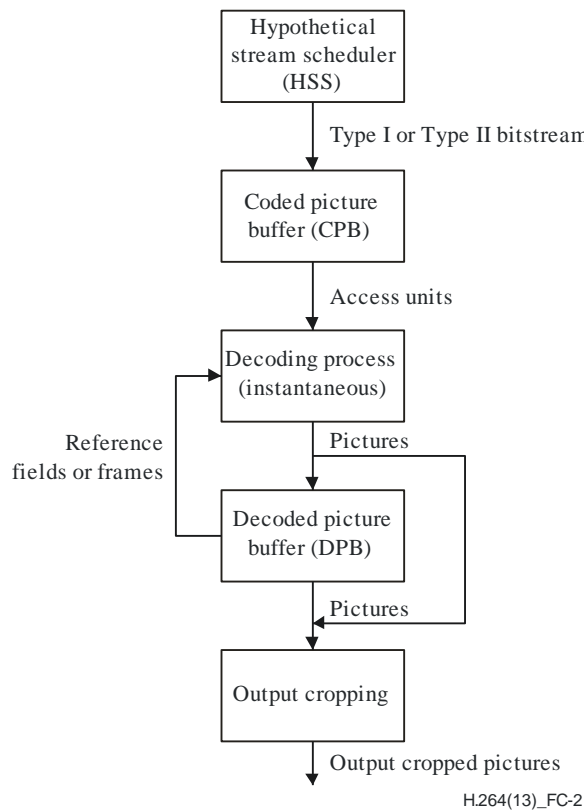 Hypothetical
stream scheduler
(HSS)
Type I or Type II bitstream
Coded picture
buffer (CPB)
Access units
Decoding process
(instantaneous)
Reference
fields or frames
Pictures
Decoded picture
buffer (DPB)
Pictures
Output cropping
Output cropped pictures
H.264(13)_FC-2